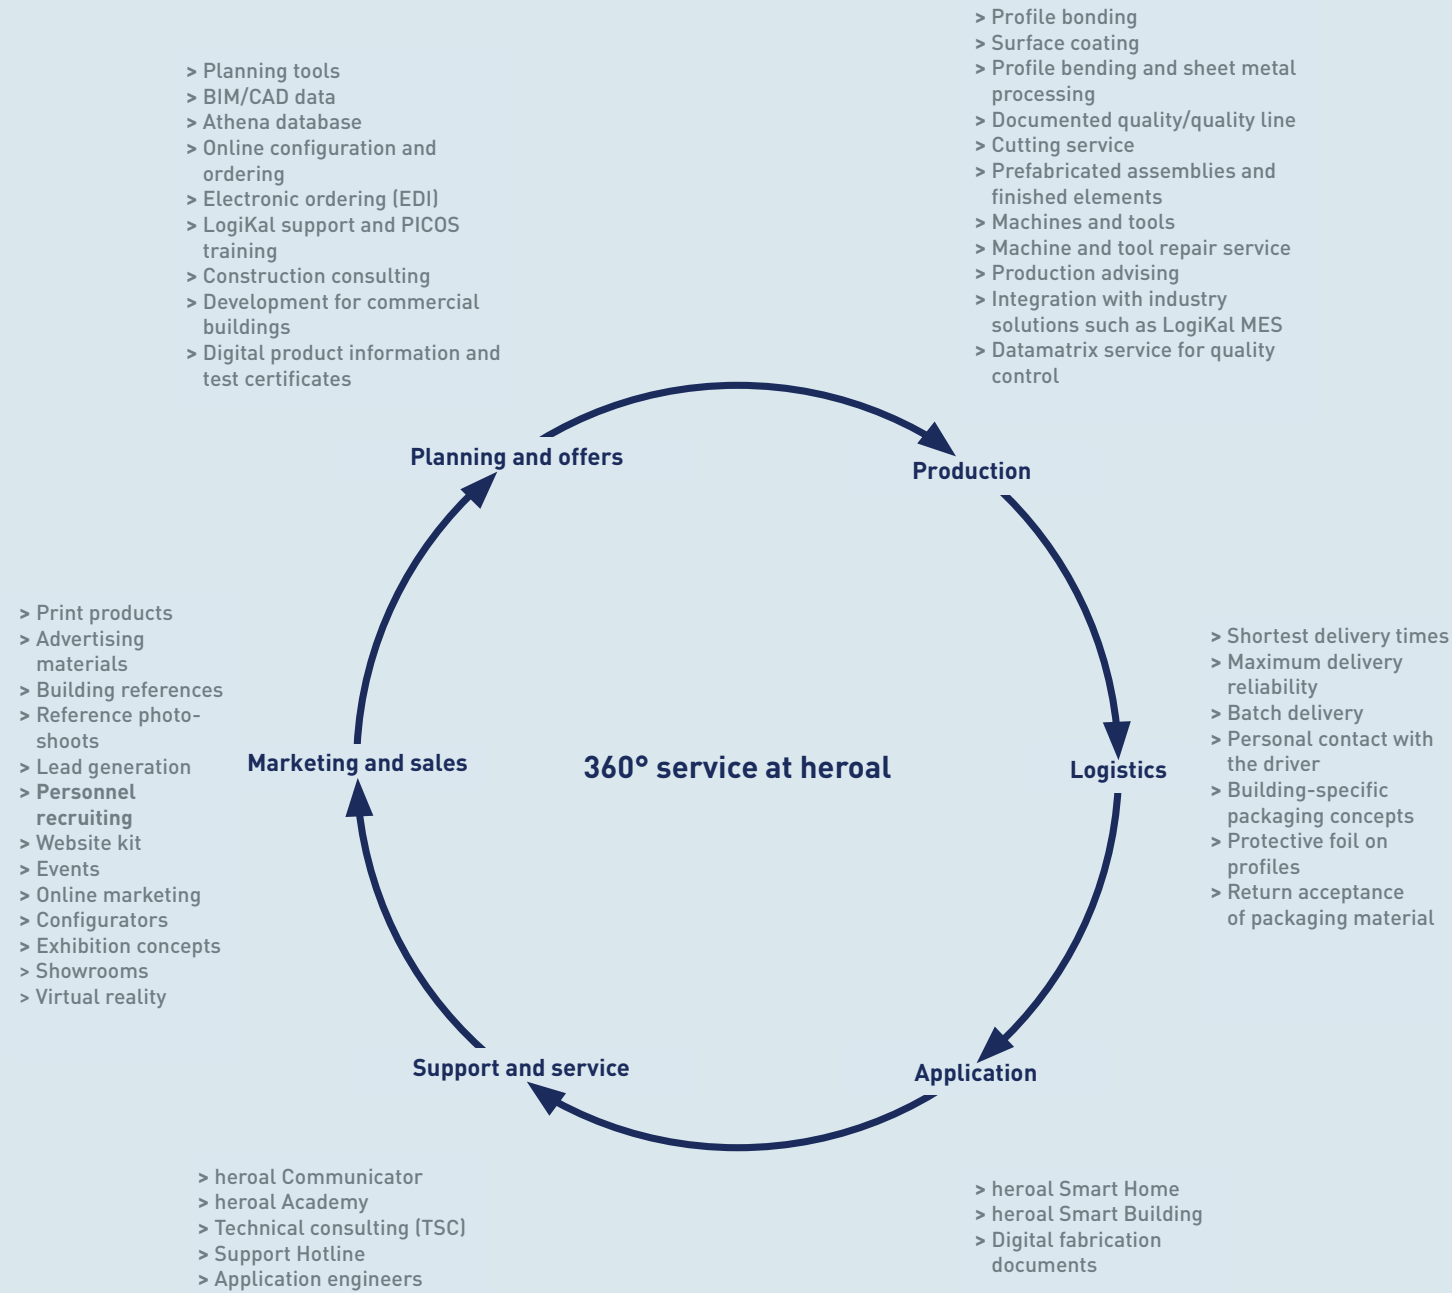 > Planning tools
> BIM/CAD data
> Athena database
> Online configuration and
ordering
> Electronic ordering (EDI)
> LogiKal support and PICOS
training
> Construction consulting
> Development for commercial
buildings
> Digital product information and
test certificates
> Profile bonding
> Surface coating
> Profile bending and sheet metal
processing
> Documented quality/quality line
> Cutting service
> Prefabricated assemblies and
finished elements
> Machines and tools
> Machine and tool repair service
> Production advising
> Integration with industry
solutions such as LogiKal MES
> Datamatrix service for quality
control
Planning and offers
Production
> Print products
> Advertising
materials
> Building references
> Reference photo-
shoots
> Lead generation
> Personnel
recruiting
> Website kit
> Events
> Online marketing
> Configurators
> Exhibition concepts
> Showrooms
> Virtual reality
Marketing and sales
360° service at heroal
Logistics
> Shortest delivery times
> Maximum delivery
reliability
> Batch delivery
> Personal contact with
the driver
> Building-specific
packaging concepts
> Protective foil on
profiles
> Return acceptance
of packaging material
Support and service
Application
> heroal Communicator
> heroal Academy
> Technical consulting (TSC)
> Support Hotline
> Application engineers
> heroal Smart Home
> heroal Smart Building
> Digital fabrication
documents